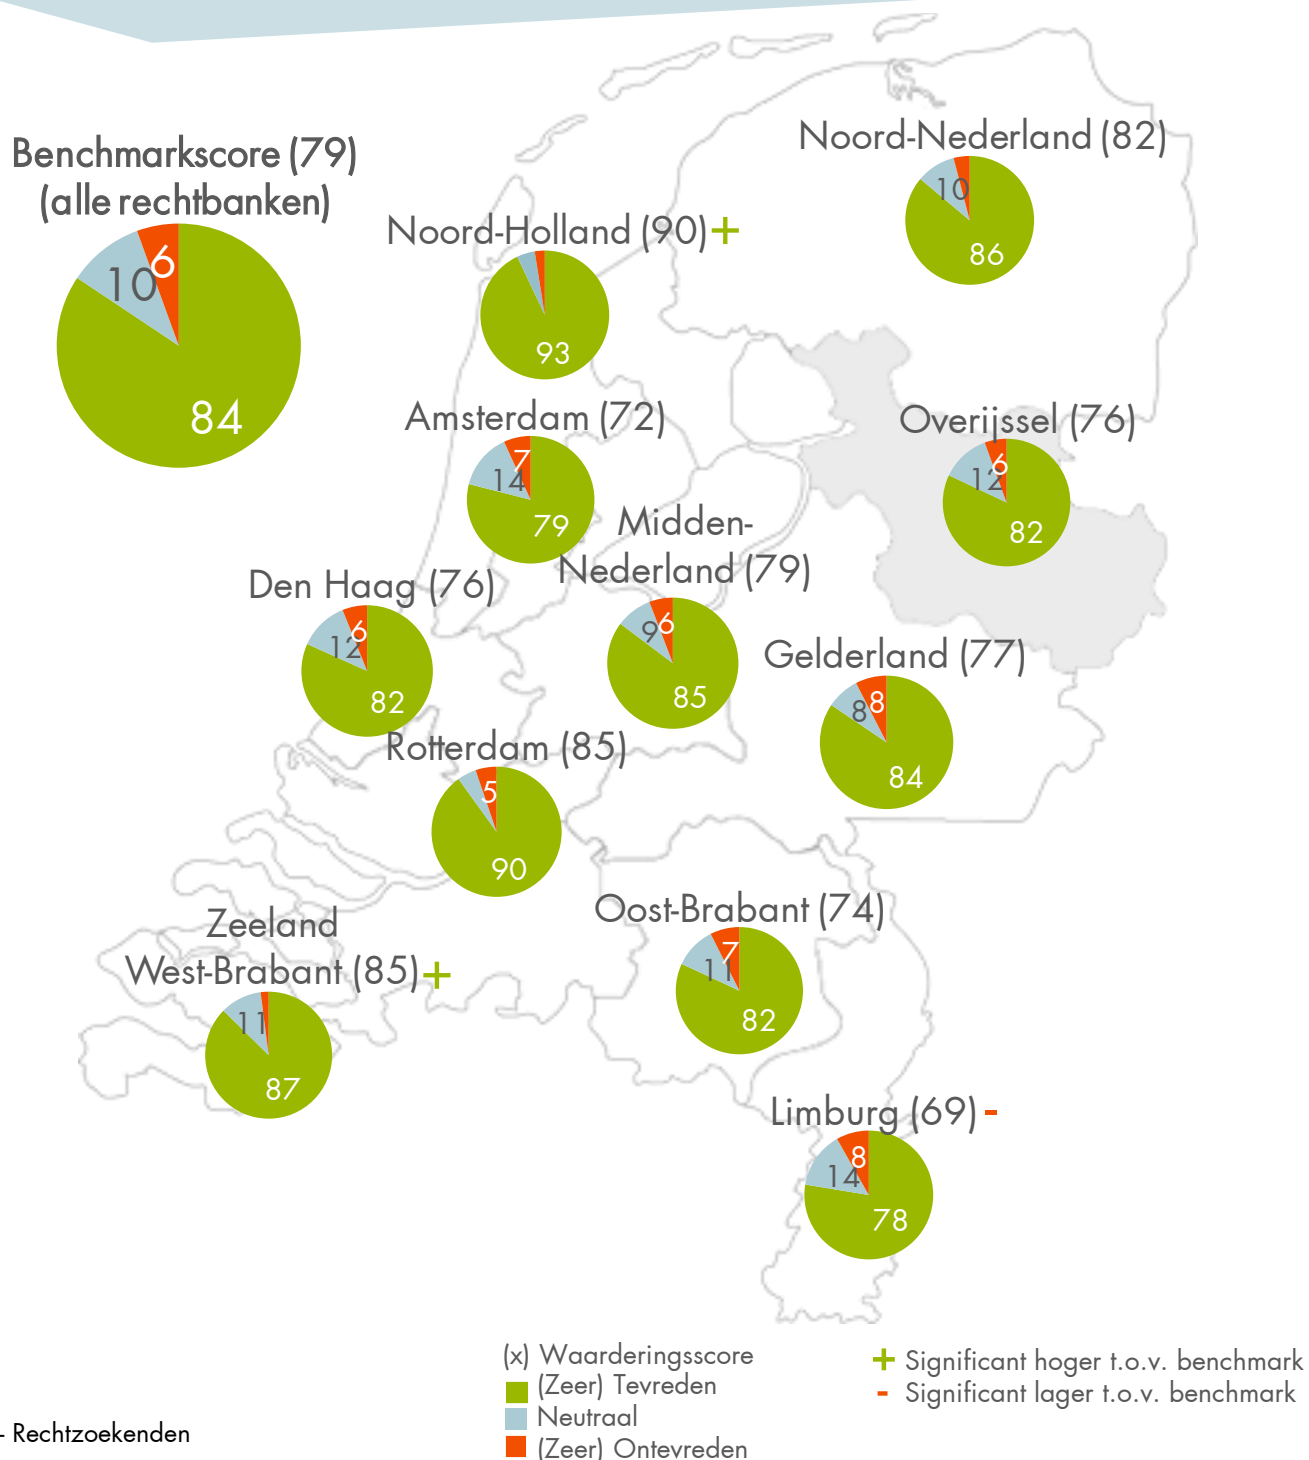 Benchmarkscore (79)
(alle rechtbanken)
6
10
84
Noord-Nederland (82)
10
86
Noord-Holland (90) +
93
Amsterdam (72)
7
14
79
Overijssel (76)
6
12
82
Midden-
Nederland (79)
6
9
85
Den Haag (76)
6
12
82
Gelderland (77)
8
8
84
Rotterdam (85)
5
90
Oost-Brabant (74)
7
11
82
Zeeland
West-Brabant (85) +
11
87
Limburg (69) -
8
14
78
(x) Waarderingsscore
(Zeer) Tevreden
Neutraal
(Zeer) Ontevreden
+ Significant hoger t.o.v. benchmark
- Significant lager t.o.v. benchmark
- Rechtzoekenden